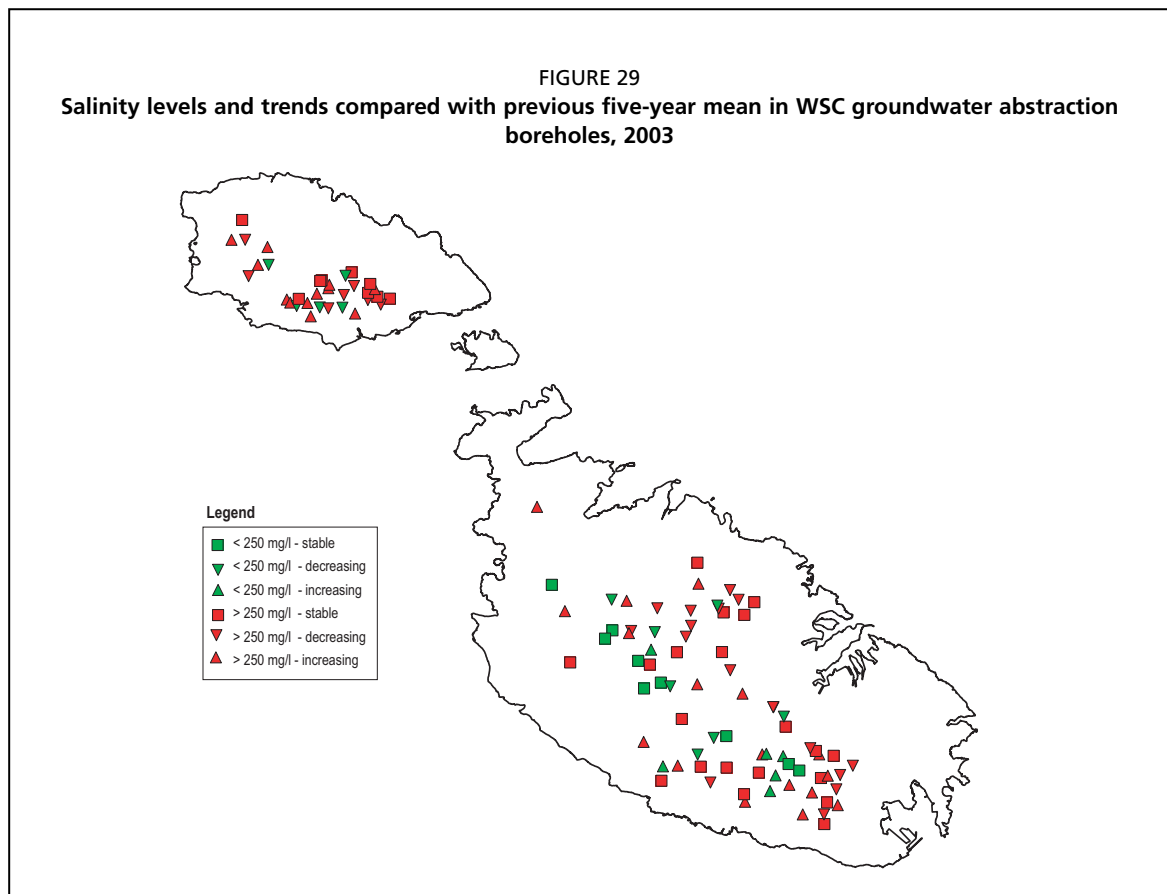 FIGURE 29
Salinity levels and trends compared with previous five-year mean in WSC groundwater abstraction
boreholes, 2003
Legend
< 250 mg/l - stable
< 250 mg/l - decreasing
< 250 mg/l - increasing
> 250 mg/l - stable
> 250 mg/l - decreasing
> 250 mg/l - increasing